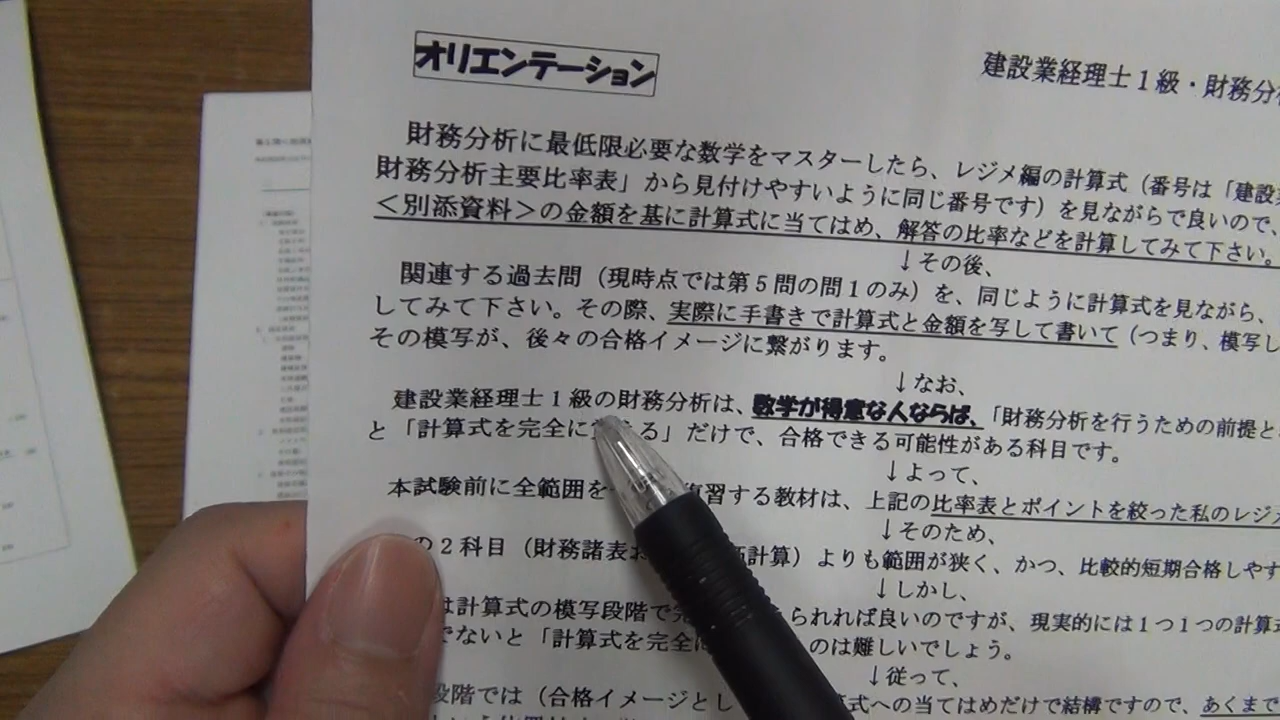 オリエンテーション
建設業経理士1級・財務分
財務分析に最低限必要な数学をマスターしたら、レジメ編の計算式（番号は「建設
財務分析主要比率表」から見付けやすいように同じ番号です）を見ながらで良いので、
＜別添資料＞の金額を基に計算式に当てはめ、解答の比率などを計算してみて下さい。
↓その後、
関連する過去問（現時点では第5問の問1のみ）を、同じように計算式を見ながら、
してみて下さい。その際、実際に手書きで計算式と金額を写して書いて（つまり、模写し
その模写が、後々の合格イメージに繋がります。
↓なお、
建設業経理士1級の財務分析は、数学が得意な人ならば、「財務分析を行うための前提と
と「計算式を完全に える」だけで、合格できる可能性がある科目です。
↓よって、
本試験前に全範囲を 復習する教材は、上記の比率表とポイントを絞った私のレジ
↓そのため、
の2科目（財務諸表 計算）よりも範囲が狭く、かつ、比較的短期合格しやす
↓しかし、
は計算式の模写段階で えられれば良いのですが、現実的には1つ1つの計算式
でないと「計算式を完全に のは難しいでしょう。
↓従って、
段階では（合格イメージとし 算式への当てはめだけで結構ですので、あくまで